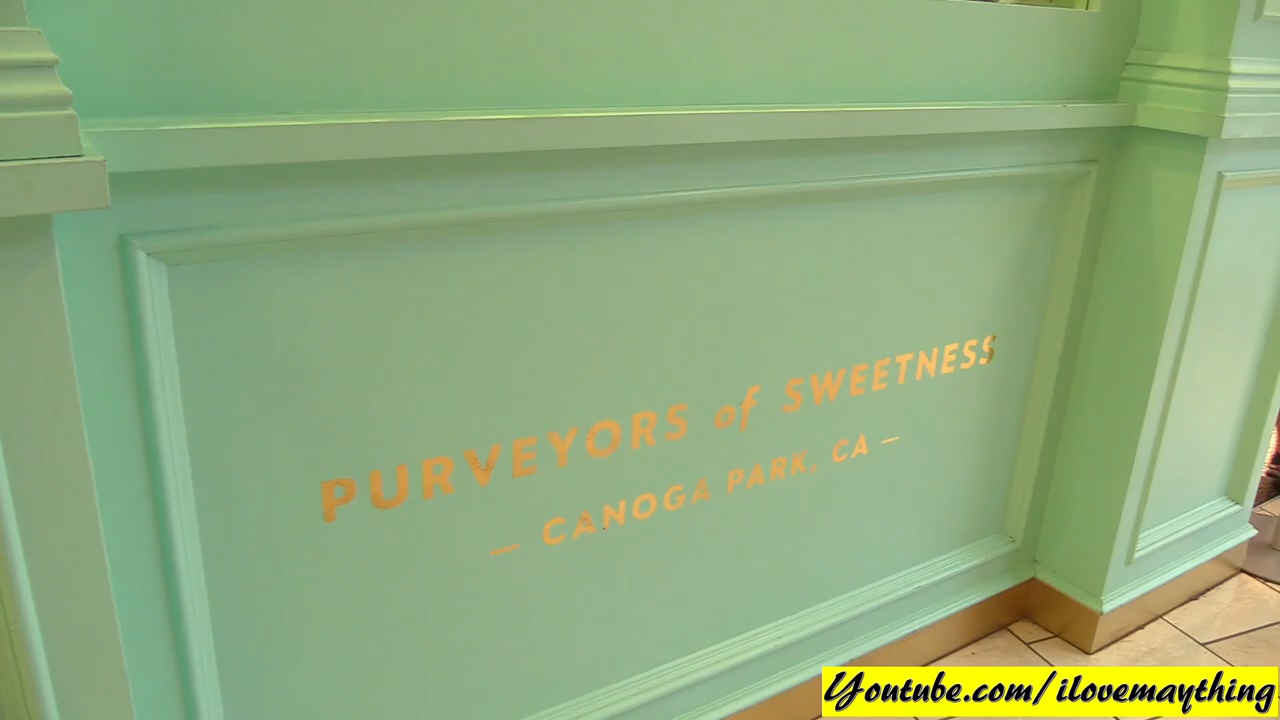 PURVEYORS of SWEETNESS
— CANOGA PARK, CA —
Youtube.com/ilovemaything